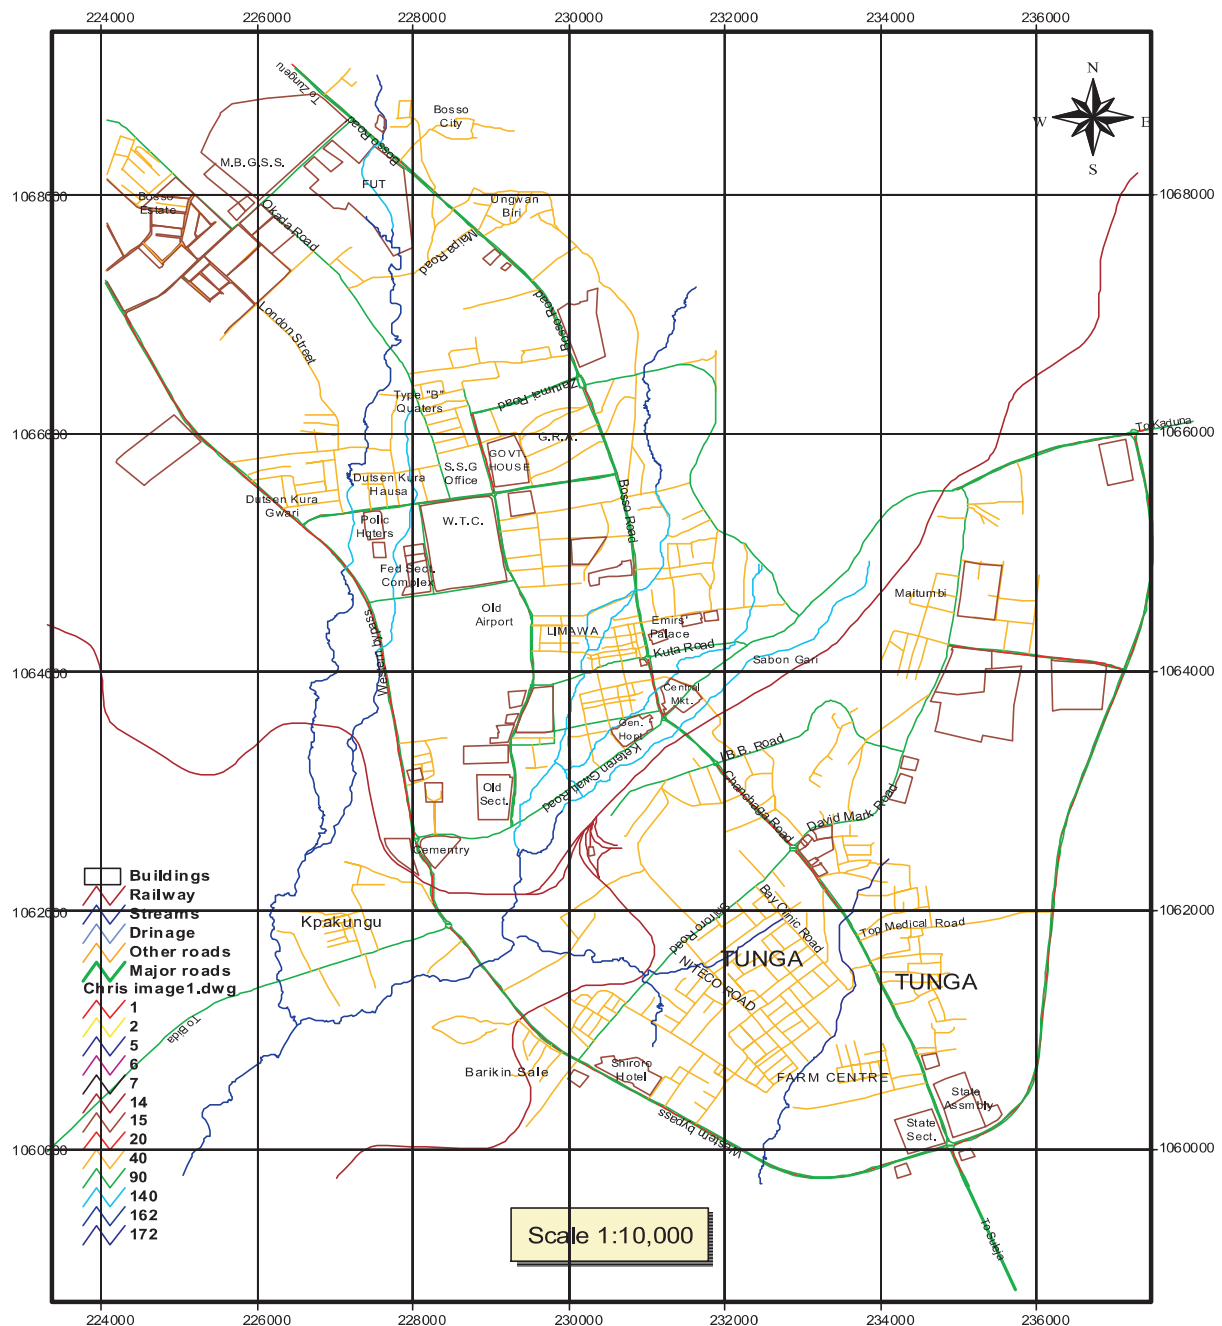 224000 226000 228000 230000 232000 234000 236000
To Zungeru
Bosso Road
Bosso
City
N
W E
S
M.B.G.S.S.
FUT
1068000
1068000
Bosso
Estate
Okada Road
Ungwan
Biri
Maipa Road
Bosso Road
London Street
Type "B"
Quaters
Zarumai Road
To Kaduna
1066000
1066000
G.R.A.
GOVT.
HOUSE
S.S.G
Office
Dutsen Kura
Hausa
Dutsen Kura
Gwari
Bosso Road
Polic
Hqters
W.T.C.
Fed Sect.
Complex
Maitumbi
Old
Airport
LIMAWA
Emirs'
Palace
Western bypass
Kuta Road
Sabon Gari
1064000
1064000
Central
Mkt.
Gen.
Hopt
I.B.B. Road
Keteren Gwali Road
Chanchaga Road
Old
Sect.
David Mark Road
Cementry
Buildings
Railway
Streams
Drinage
Other roads
Major roads
Chris image1.dwg
1
2
5
6
7
14
15
20
40
90
140
162
172
1062000
1062000
Kpakungu
Shiroro Road
Bay Clinic Road
Top Medical Road
TUNGA
NITECO ROAD
TUNGA
To Bida
Barikin Sale
Shiroro
Hotel
FARM CENTRE
State
Assmbly
State
Sect.
Western bypass
1060000
1060000
To Suleja
Scale 1:10,000
224000 226000 228000 230000 232000 234000 236000